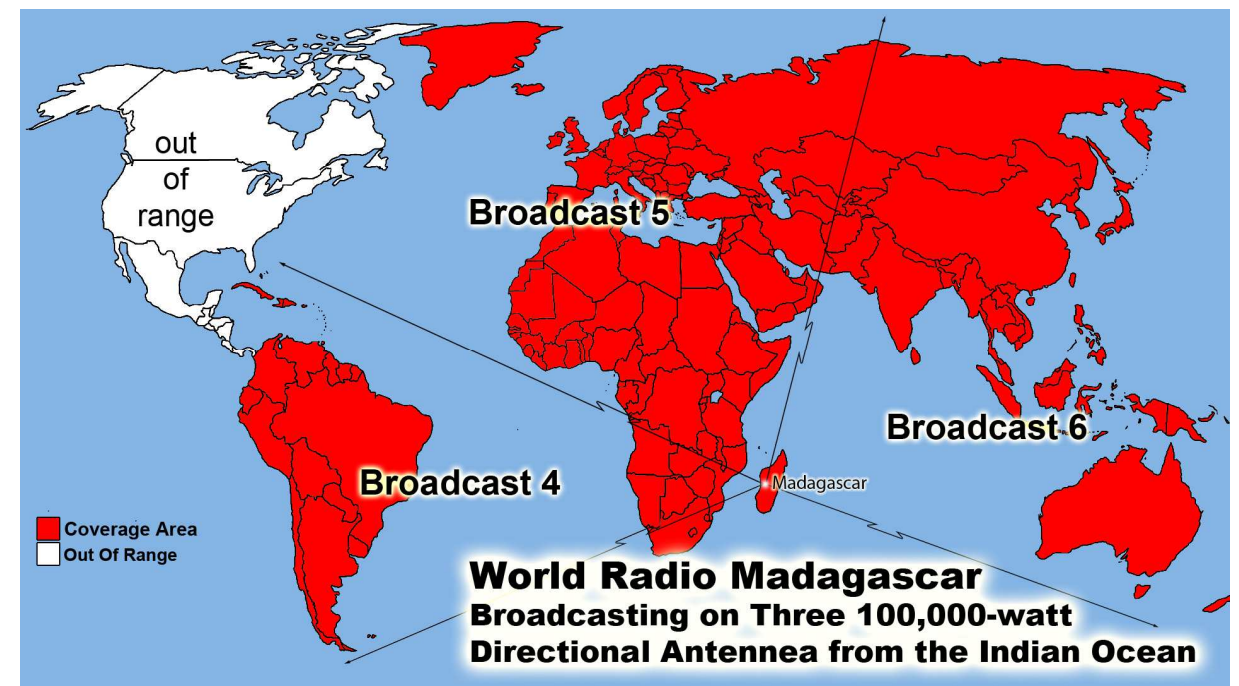 out
of
range
Broadcast 5
Broadcast 6
Broadcast 4
Madagascar
Coverage Area
Out Of Range
World Radio Madagascar
Broadcasting on Three 100,000-watt
Directional Antennea from the Indian Ocean